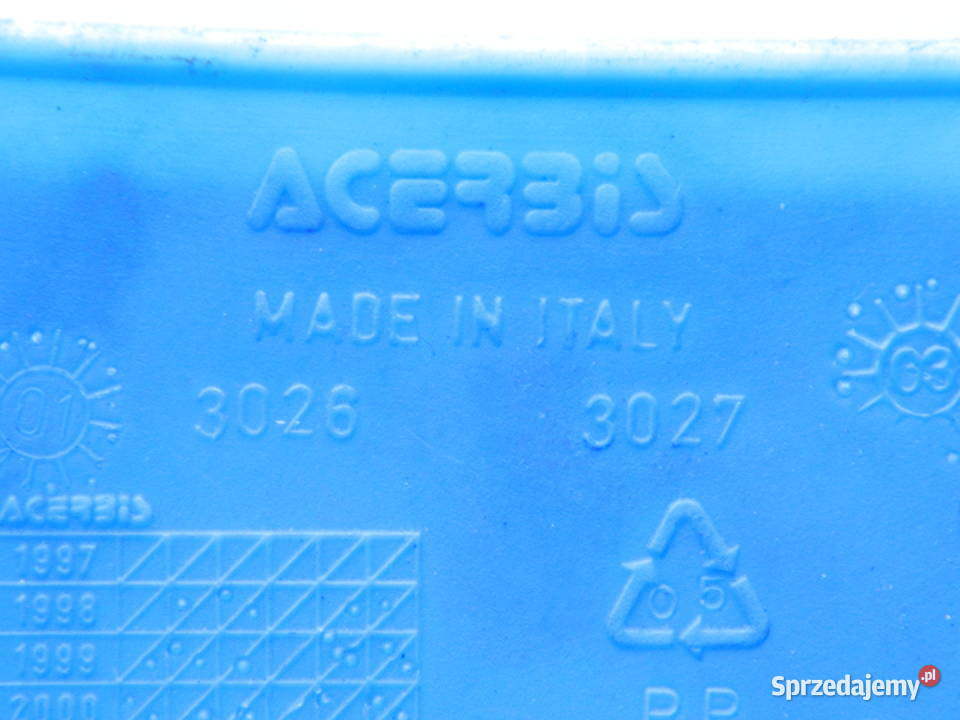 ACERBIS
MADE IN ITALY
01
3026
3027
03
ACERBIS
1997
1998
1999
2000
05
PP
Sprzedajemy.pl